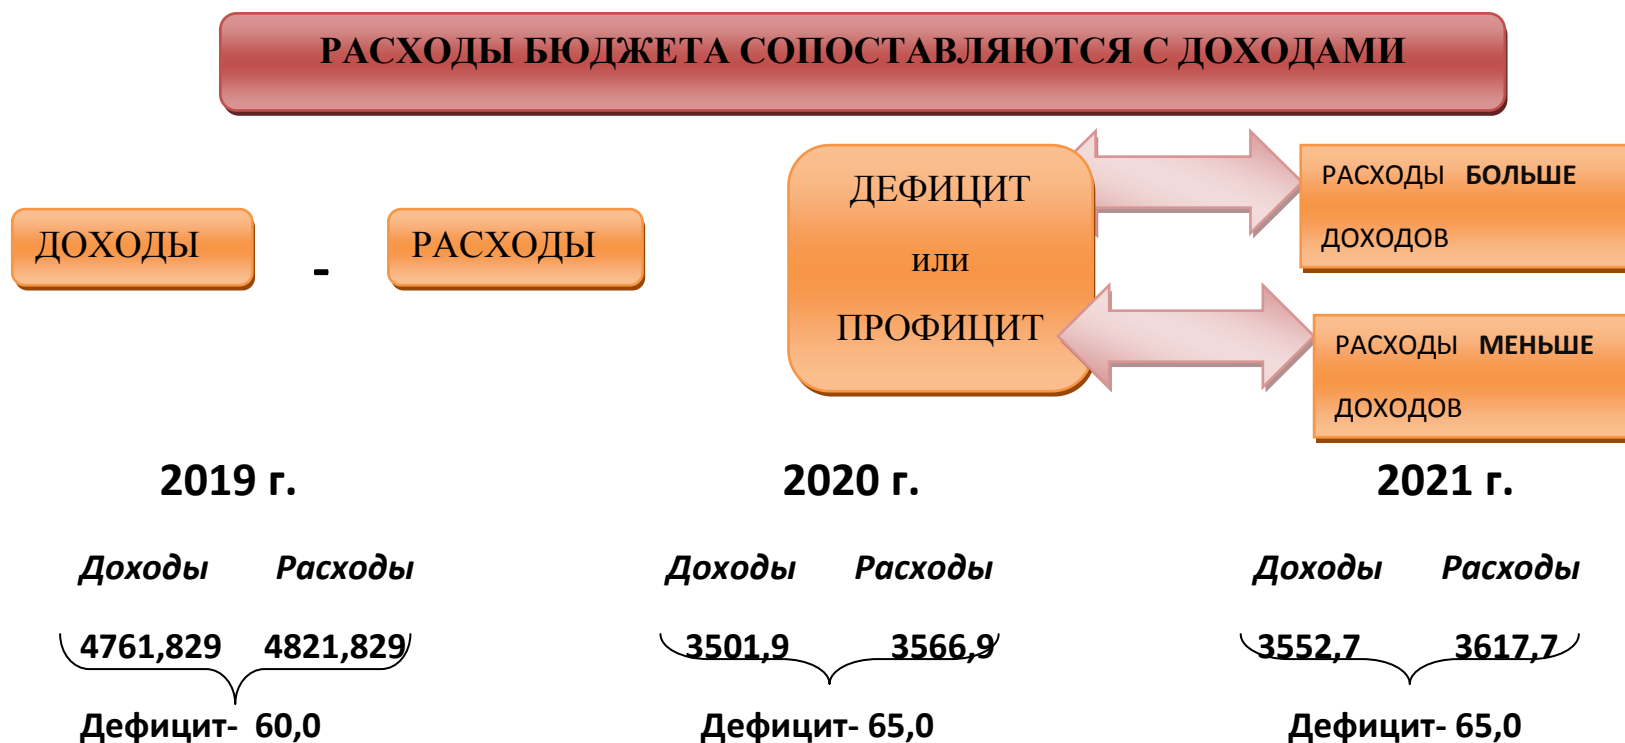 РАСХОДЫ БЮДЖЕТА СОПОСТАВЛЯЮТСЯ С ДОХОДАМИ
ДОХОДЫ
-
РАСХОДЫ
ДЕФИЦИТ
или
ПРОФИЦИТ
РАСХОДЫ БОЛЬШЕ
ДОХОДОВ
РАСХОДЫ МЕНЬШЕ
ДОХОДОВ
2019 г. 2020 г. 2021 г.
Доходы Расходы Доходы Расходы Доходы Расходы
4761,829 4821,829 3501,9 3566,9 3552,7 3617,7
Дефицит- 60,0 Дефицит- 65,0 Дефицит- 65,0